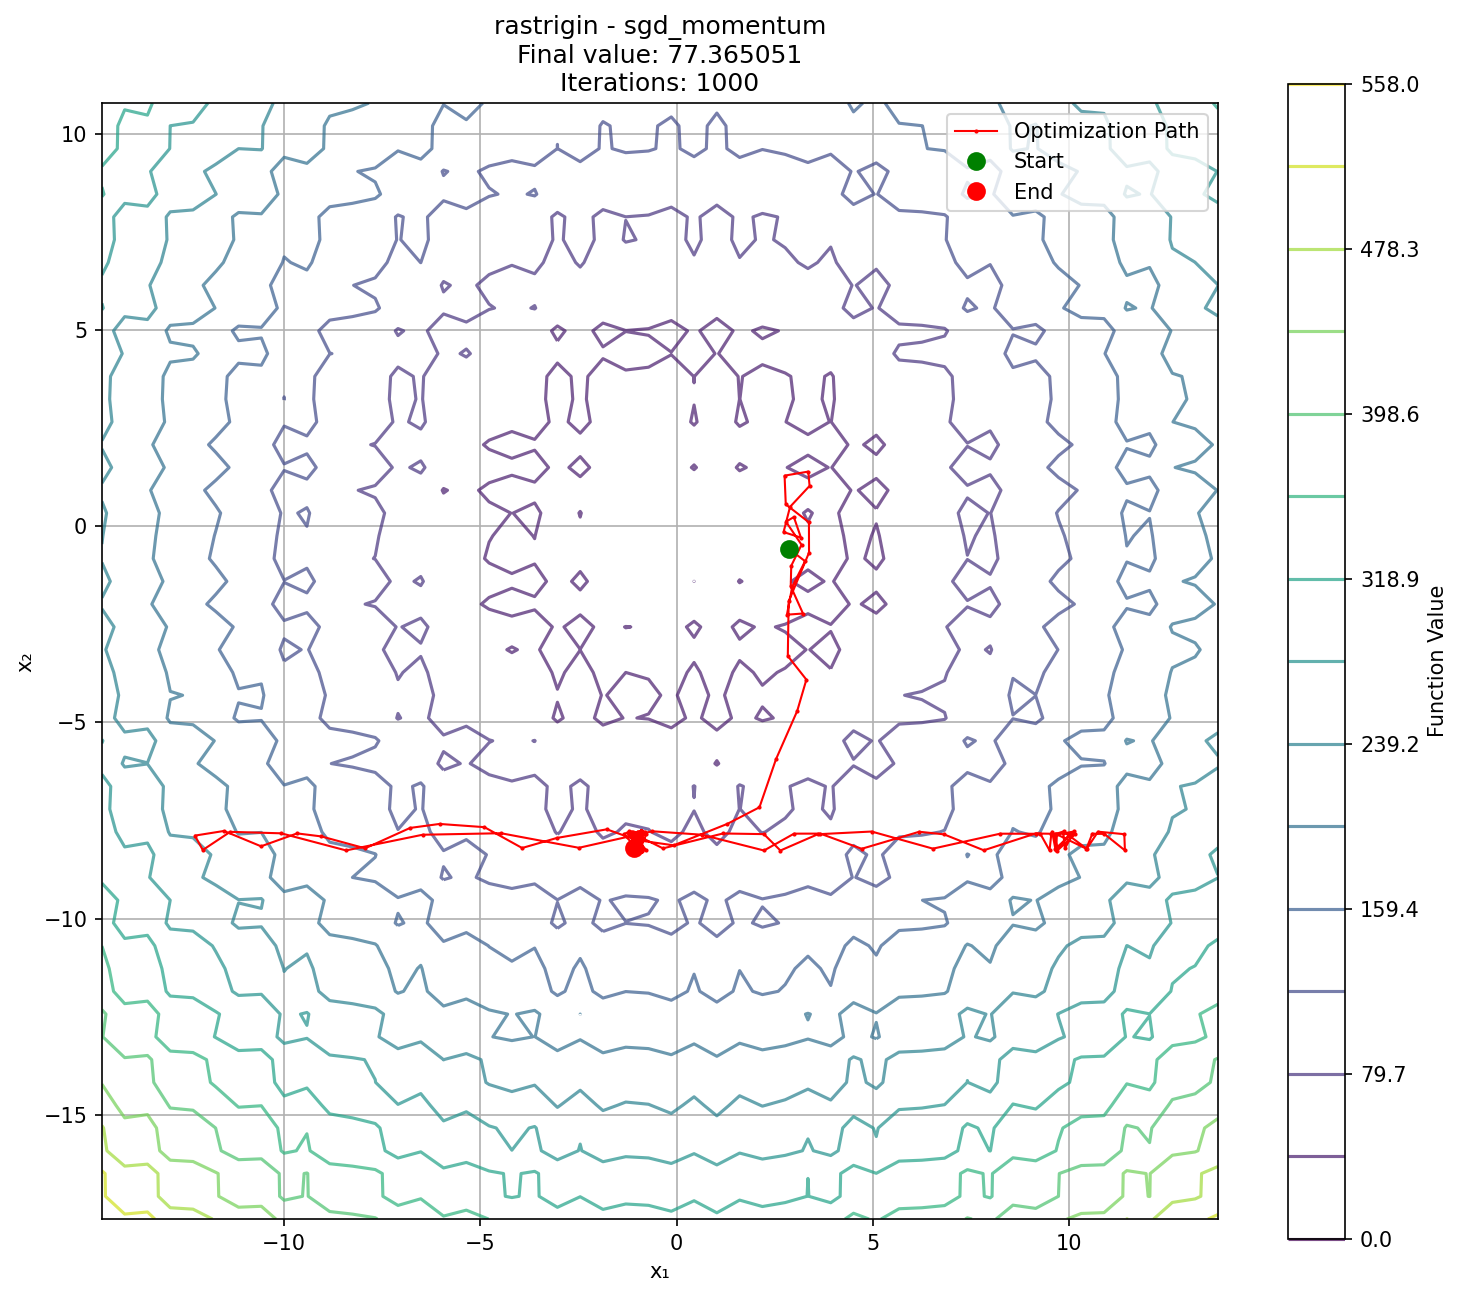 rastrigin - sgd_momentum
Final value: 77.365051
Iterations: 1000
Optimization Path
Start
End
10
5
0
−5
−10
−15
x₂
−10
−5
0
5
10
x₁
558.0
478.3
398.6
318.9
239.2
159.4
79.7
0.0
Function Value